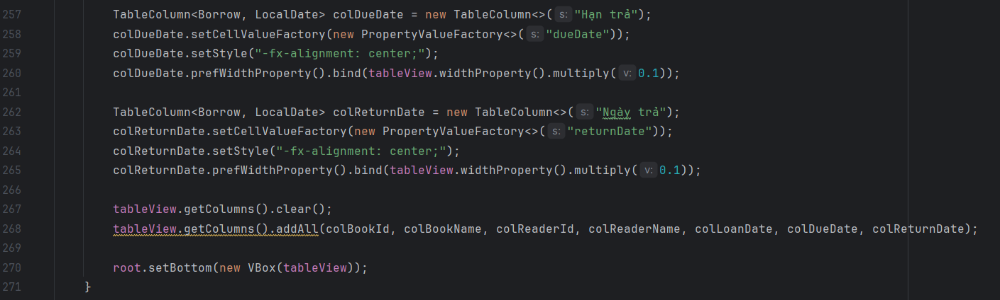 257 TableColumn<Borrow, LocalDate> colDueDate = new TableColumn<>( s: "Hạn trả");
258 colDueDate.setCellValueFactory(new PropertyValueFactory<>( s: "dueDate"));
259 colDueDate.setStyle("-fx-alignment: center;");
260 colDueDate.prefWidthProperty().bind(tableView.widthProperty().multiply( v: 0.1));
261
262 TableColumn<Borrow, LocalDate> colReturnDate = new TableColumn<>( s: "Ngày trả");
263 colReturnDate.setCellValueFactory(new PropertyValueFactory<>( s: "returnDate"));
264 colReturnDate.setStyle("-fx-alignment: center;");
265 colReturnDate.prefWidthProperty().bind(tableView.widthProperty().multiply( v: 0.1));
266
267 tableView.getColumns().clear();
268 tableView.getColumns().addAll(colBookId, colBookName, colReaderId, colReaderName, colLoanDate, colDueDate, colReturnDate);
269
270 root.setBottom(new VBox(tableView));
271 }